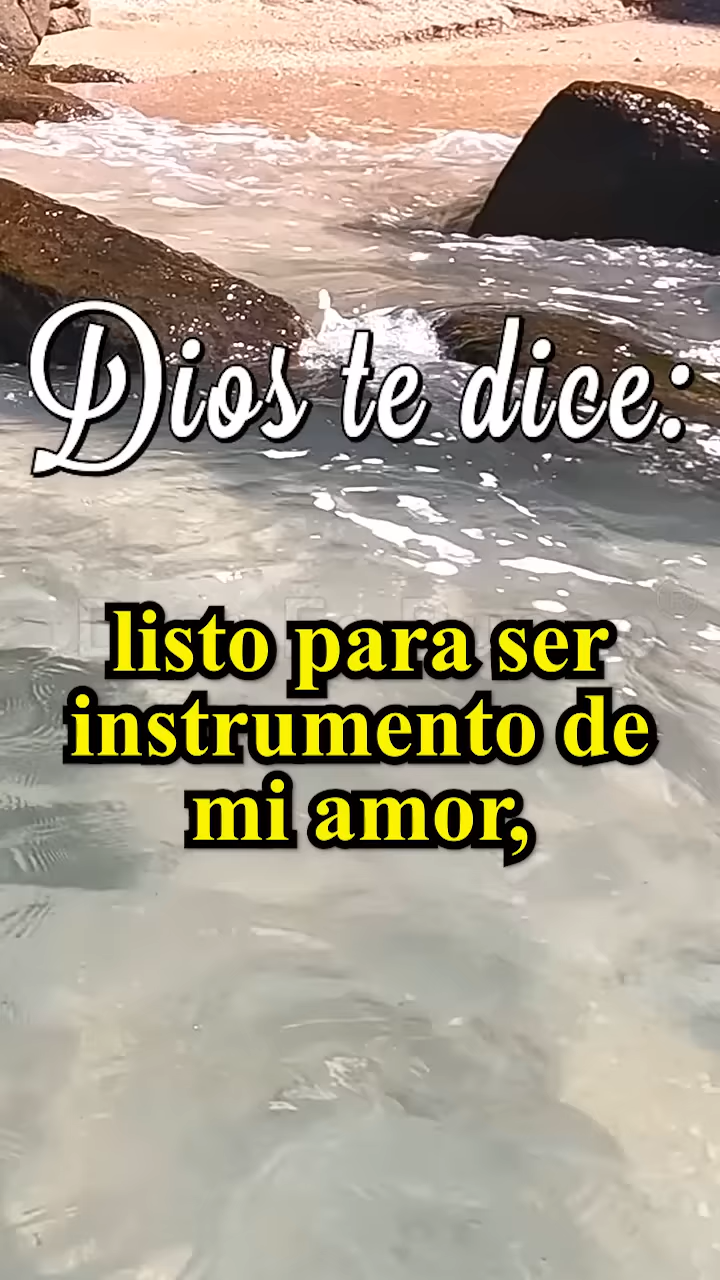 Dios te dice:
listo para ser
instrumento de
mi amor,